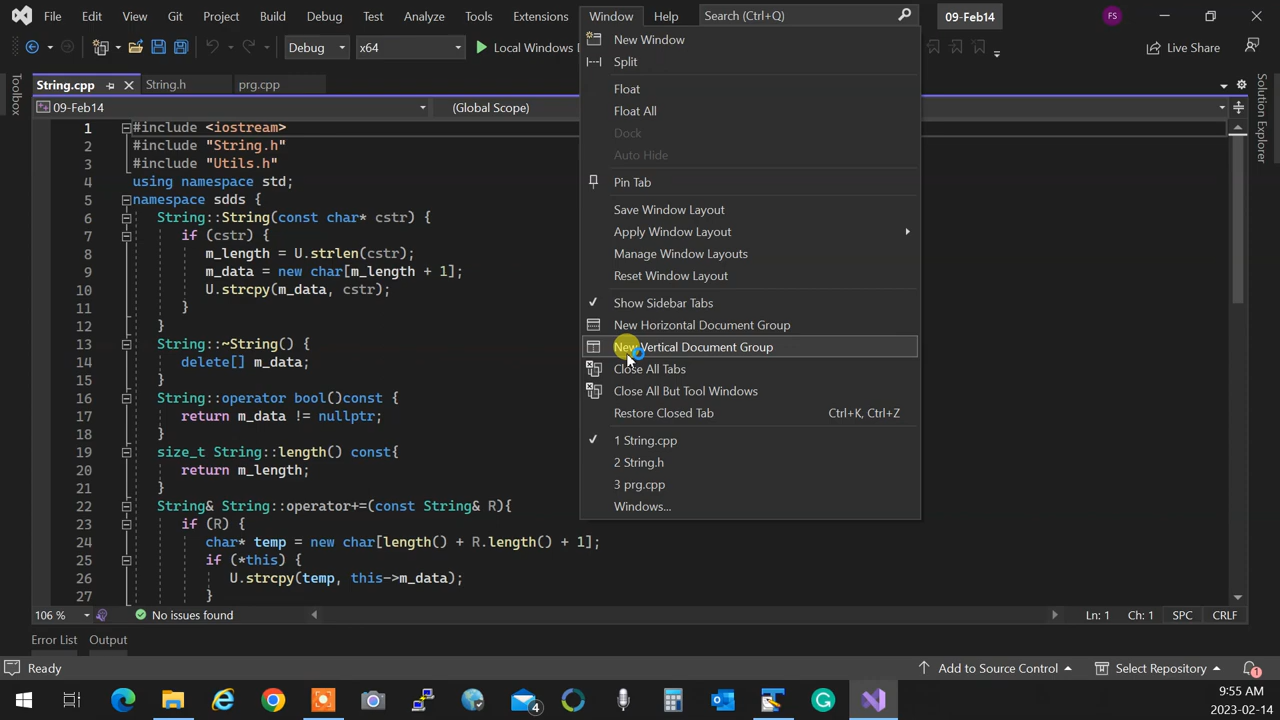 File Edit View Git Project Build Debug Test Analyze Tools Extensions Window Help Search (Ctrl+Q) 09-Feb14 FS
Debug x64 Local Windows Live Share
String.cpp String.h prg.cpp
09-Feb14 (Global Scope)
Toolbox
Solution Explorer
1 #include <iostream>
2 #include "String.h"
3 #include "Utils.h"
4 using namespace std;
5 namespace sdds {
6 String::String(const char* cstr) {
7 if (cstr) {
8 m_length = U.strlen(cstr);
9 m_data = new char[m_length + 1];
10 U.strcpy(m_data, cstr);
11 }
12 }
13 String::~String() {
14 delete[] m_data;
15 }
16 String::operator bool()const {
17 return m_data != nullptr;
18 }
19 size_t String::length() const{
20 return m_length;
21 }
22 String& String::operator+=(const String& R){
23 if (R) {
24 char* temp = new char[length() + R.length() + 1];
25 if (*this) {
26 U.strcpy(temp, this->m_data);
27 }
New Window
Split
Float
Float All
Dock
Auto Hide
Pin Tab
Save Window Layout
Apply Window Layout
Manage Window Layouts
Reset Window Layout
Show Sidebar Tabs
New Horizontal Document Group
New Vertical Document Group
Close All Tabs
Close All But Tool Windows
Restore Closed Tab Ctrl+K, Ctrl+Z
1 String.cpp
2 String.h
3 prg.cpp
Windows...
106 % No issues found Ln: 1 Ch: 1 SPC CRLF
Error List Output
Ready Add to Source Control Select Repository 1
4
9:55 AM
2023-02-14